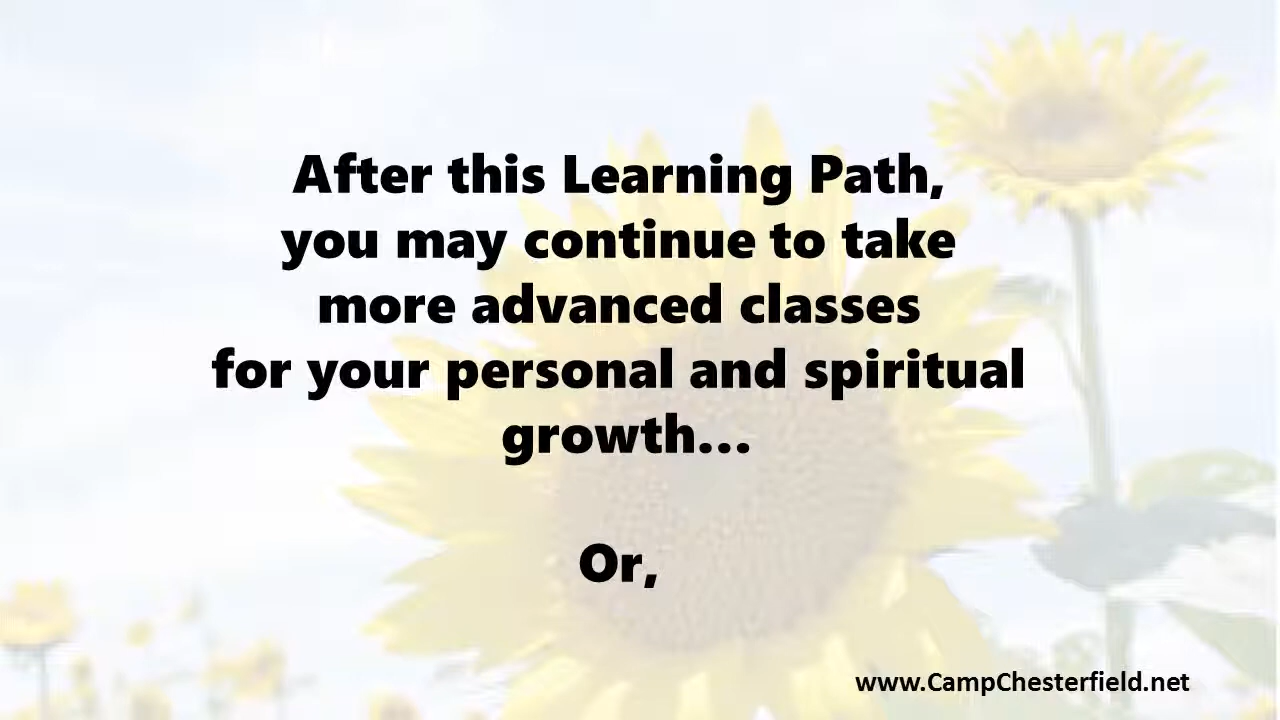 After this Learning Path,
you may continue to take
more advanced classes
for your personal and spiritual
growth...
Or,
www.CampChesterfield.net